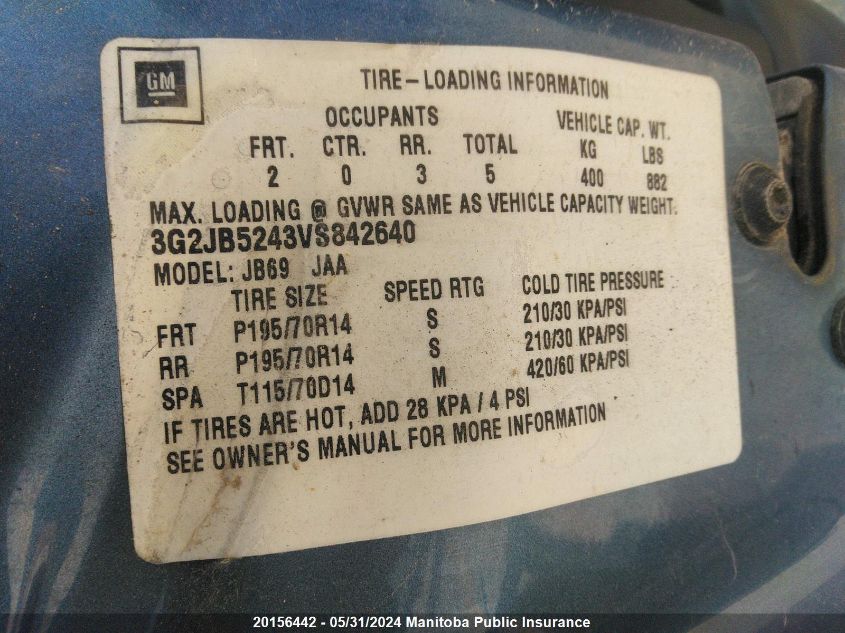 GM
TIRE-LOADING INFORMATION
OCCUPANTS VEHICLE CAP. WT.
FRT. CTR. RR. TOTAL KG LBS
2 0 3 5 400 882
MAX. LOADING @ GVWR SAME AS VEHICLE CAPACITY WEIGHT.
3G2JB5243VS842640
MODEL: JB69 JAA
TIRE SIZE SPEED RTG COLD TIRE PRESSURE
FRT P195/70R14 S 210/30 KPA/PSI
RR P195/70R14 S 210/30 KPA/PSI
SPA T115/70D14 M 420/60 KPA/PSI
IF TIRES ARE HOT, ADD 28 KPA / 4 PSI
SEE OWNER'S MANUAL FOR MORE INFORMATION
20156442 - 05/31/2024 Manitoba Public Insurance